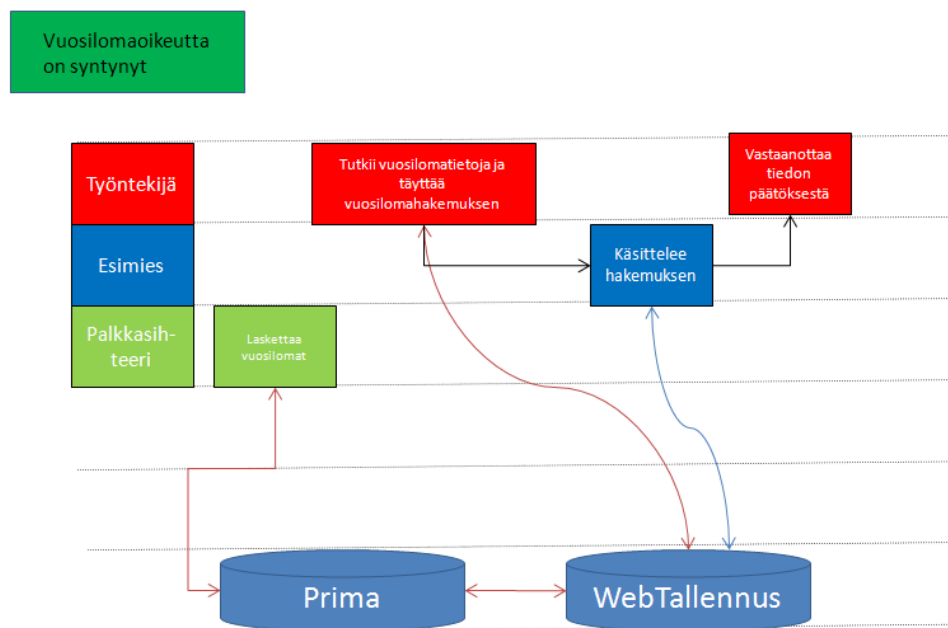 Vuosilomaoikeutta
on syntynyt
Työntekijä
Tutkii vuosilomatietoja ja
täyttää
vuosilomahakemuksen
Vastaanottaa
tiedon
päätöksestä
Esimies
Käsittelee
hakemuksen
Palkkasih-
teeri
Laskettaa
vuosilomat
Prima
WebTallennus